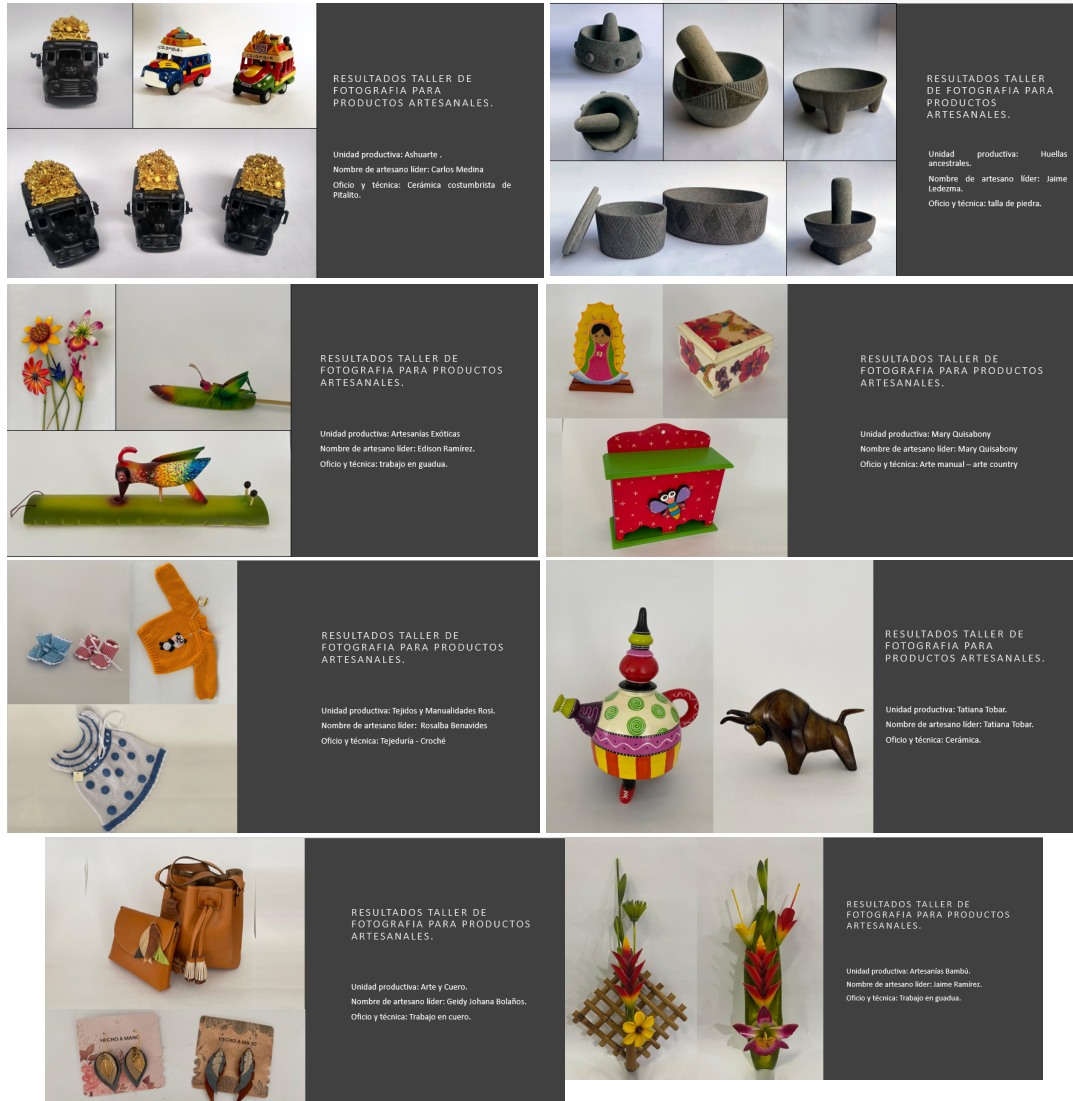 RESULTADOS TALLER DE
FOTOGRAFIA PARA
PRODUCTOS ARTESANALES.
Unidad productiva: Ashuarte .
Nombre de artesano líder: Carlos Medina
Oficio y técnica: Cerámica costumbrista de
Pitalito.
COLOMBIA
COLOMBIA
RESULTADOS TALLER
DE FOTOGRAFIA PARA
PRODUCTOS
ARTESANALES.
Unidad productiva: Huellas
ancestrales.
Nombre de artesano líder: Jaime
Ledezma.
Oficio y técnica: talla de piedra.
RESULTADOS TALLER DE
FOTOGRAFIA PARA PRODUCTOS
ARTESANALES.
Unidad productiva: Artesanías Exóticas
Nombre de artesano líder: Edison Ramírez.
Oficio y técnica: trabajo en guadua.
RESULTADOS TALLER DE
FOTOGRAFIA PARA PRODUCTOS
ARTESANALES.
Unidad productiva: Mary Quisabony
Nombre de artesano líder: Mary Quisabony
Oficio y técnica: Arte manual – arte country
RESULTADOS TALLER DE
FOTOGRAFIA PARA PRODUCTOS
ARTESANALES.
Unidad productiva: Tejidos y Manualidades Rosi.
Nombre de artesano líder: Rosalba Benavides
Oficio y técnica: Tejeduría - Croché
RESULTADOS TALLER DE
FOTOGRAFIA PARA
PRODUCTOS ARTESANALES.
Unidad productiva: Tatiana Tobar.
Nombre de artesano líder: Tatiana Tobar.
Oficio y técnica: Cerámica.
RESULTADOS TALLER DE
FOTOGRAFIA PARA PRODUCTOS
ARTESANALES.
Unidad productiva: Arte y Cuero.
Nombre de artesano líder: Geidy Johana Bolaños.
Oficio y técnica: Trabajo en cuero.
HECHO A MANO
HECHO A MANO
RESULTADOS TALLER DE
FOTOGRAFIA PARA PRODUCTOS
ARTESANALES.
Unidad productiva: Artesanías Bambú.
Nombre de artesano líder: Jaime Ramírez.
Oficio y técnica: Trabajo en guadua.